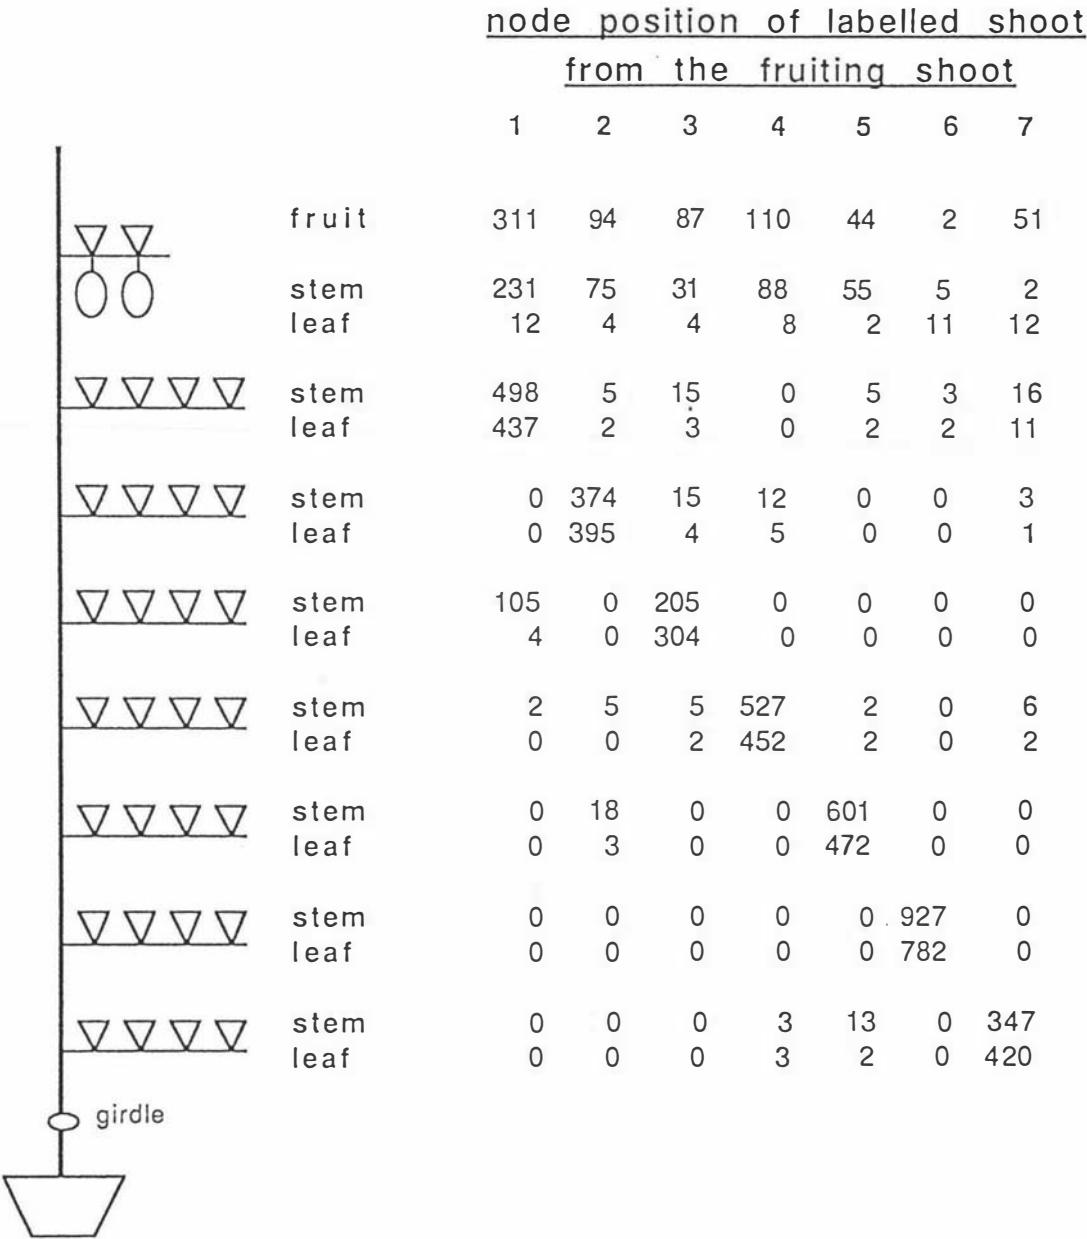 node position of labelled shoot
from the fruiting shoot
1 2 3 4 5 6 7
fruit 311 94 87 110 44 2 51
stem 231 75 31 88 55 5 2
leaf 12 4 4 8 2 11 12
stem 498 5 15 0 5 3 16
leaf 437 2 3 0 2 2 11
stem 0 374 15 12 0 0 3
leaf 0 395 4 5 0 0 1
stem 105 0 205 0 0 0 0
leaf 4 0 304 0 0 0 0
stem 2 5 5 527 2 0 6
leaf 0 0 2 452 2 0 2
stem 0 18 0 0 601 0 0
leaf 0 3 0 0 472 0 0
stem 0 0 0 0 0 927 0
leaf 0 0 0 0 0 782 0
stem 0 0 0 3 13 0 347
leaf 0 0 0 3 2 0 420
girdle